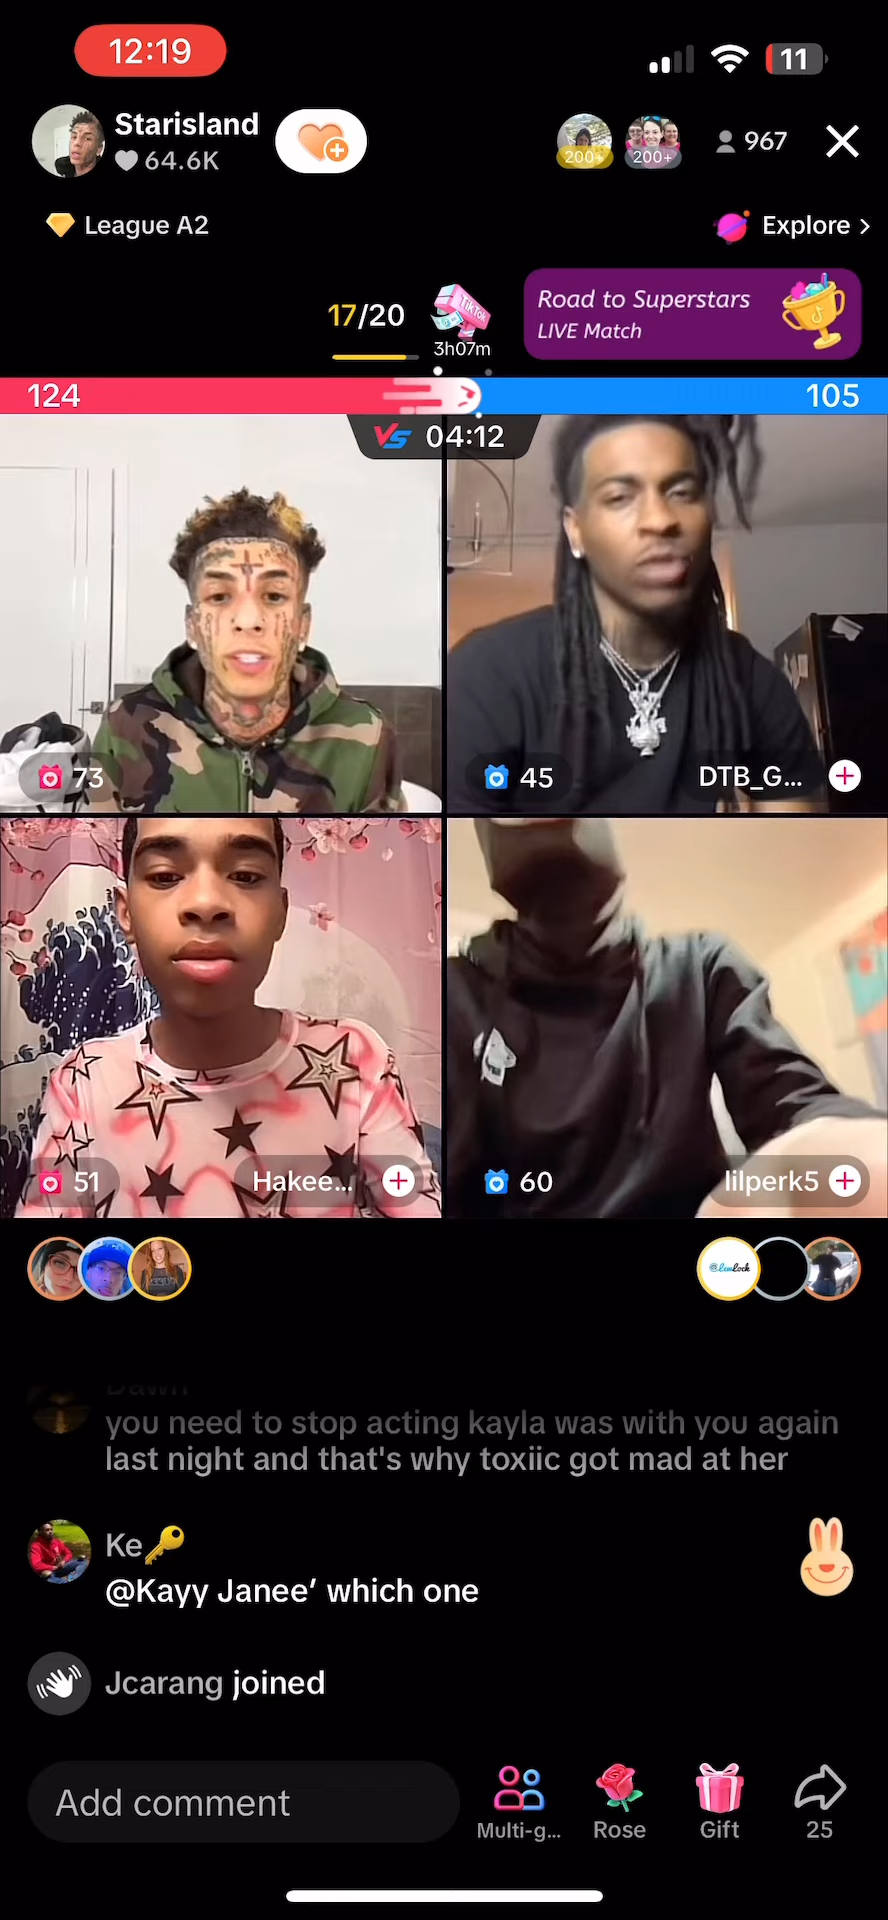 12:19
11
Starisland
64.6K
200+
200+
967
League A2
Explore >
17/20
TikTok
3h07m
Road to Superstars
LIVE Match
124
105
VS 04:12
73
45
DTB_G...
51
Hakee...
60
lilperk5
Dawn
you need to stop acting kayla was with you again
last night and that's why toxiic got mad at her
Ke
@Kayy Janee’ which one
Jcarang joined
Add comment
Multi-g...
Rose
Gift
25